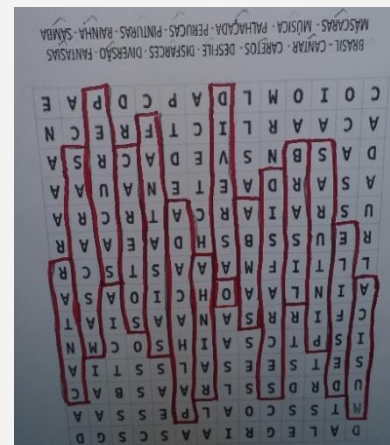 D A L E G R I A A S C S G D
M T S S C O A L P E S S A A
U D R D S S L R A A S B A C
S E T S E E S A L S S T I A
I S P T C S A I H S O C M N
C F I R R S A N A A S I A T
A I N L A A O H C I O A S A
L L T I F M A A A S T S C R
R E U S S B S H D A E A A R
U S R A I A R C A T R C R A
A S A R D A E T E N A U A A
D A S B N S V E D A C R S A
A C A A R L I C T F R E C N
C O I O M L D A P C D P A E
BRASIL - CANTAR - CARETOS - DESFILE - DISFARCES - DIVERSÃO - FANTASIAS
MÁSCARAS - MÚSICA - PALHAÇADA - PERUCAS - PINTURAS - RAINHA - SAMBA